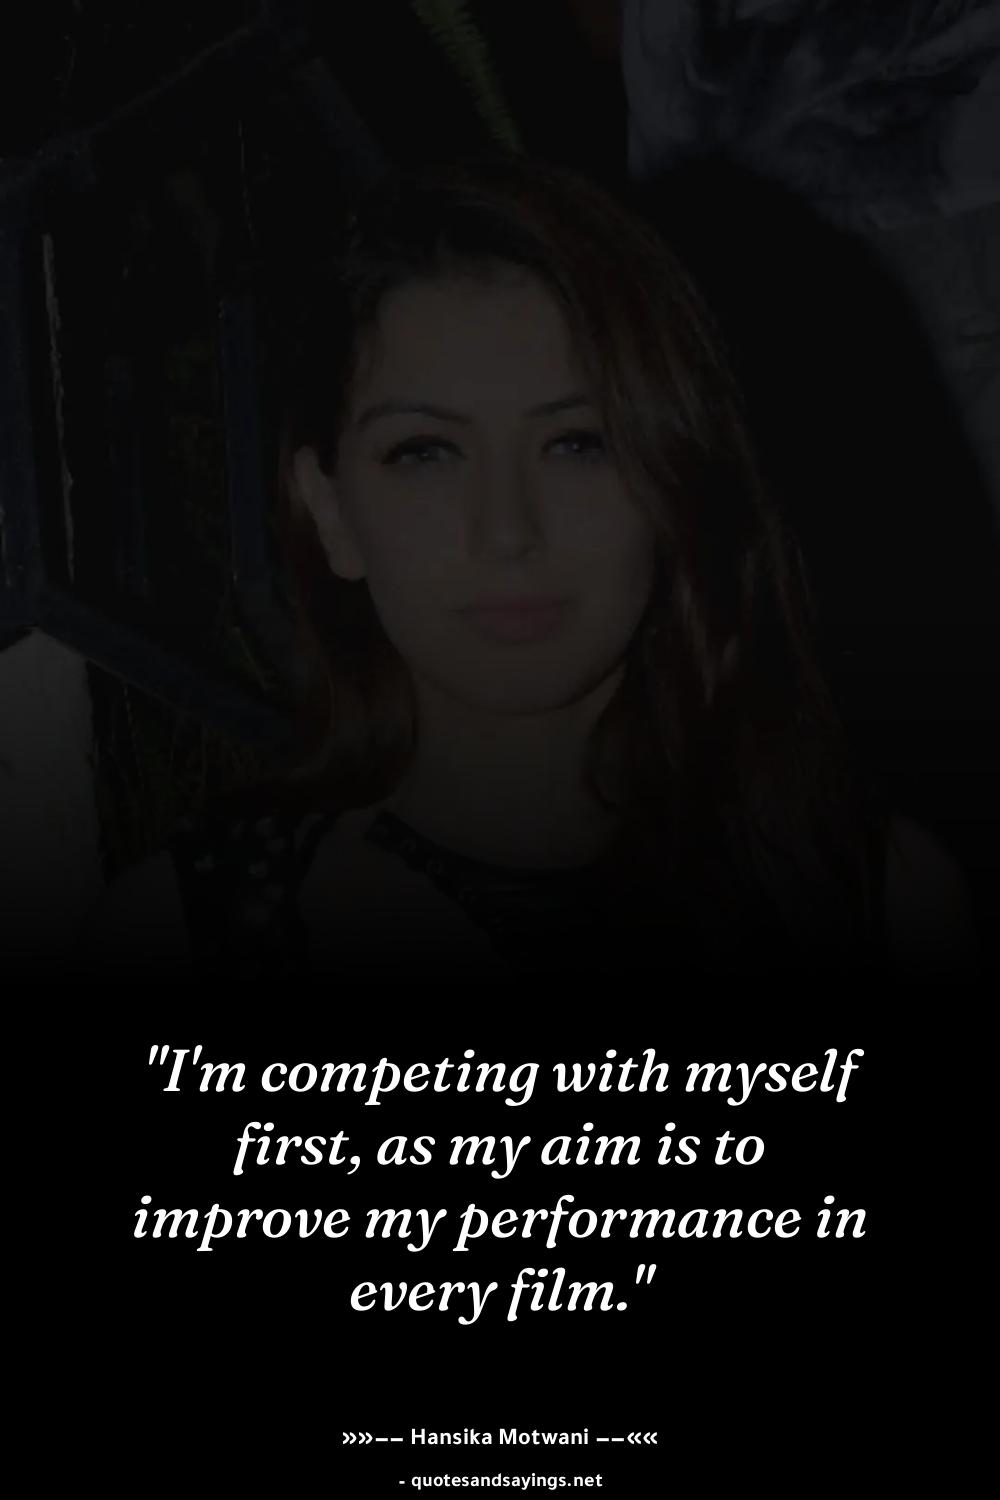 "I'm competing with myself
first, as my aim is to
improve my performance in
every film."
»»–– Hansika Motwani ––««
- quotesandsayings.net